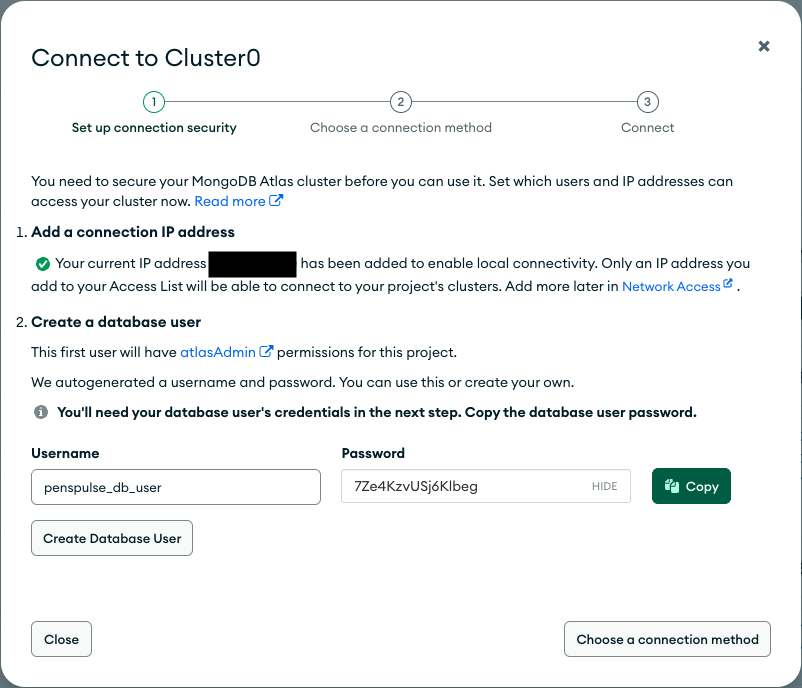 Connect to Cluster0
1
2
3
Set up connection security
Choose a connection method
Connect
You need to secure your MongoDB Atlas cluster before you can use it. Set which users and IP addresses can
access your cluster now. Read more
1. Add a connection IP address
Your current IP address has been added to enable local connectivity. Only an IP address you
add to your Access List will be able to connect to your project's clusters. Add more later in Network Access .
2. Create a database user
This first user will have atlasAdmin permissions for this project.
We autogenerated a username and password. You can use this or create your own.
You'll need your database user's credentials in the next step. Copy the database user password.
Username
Password
penspulse_db_user
7Ze4KzvUSj6Klbeg
HIDE
Copy
Create Database User
Close
Choose a connection method